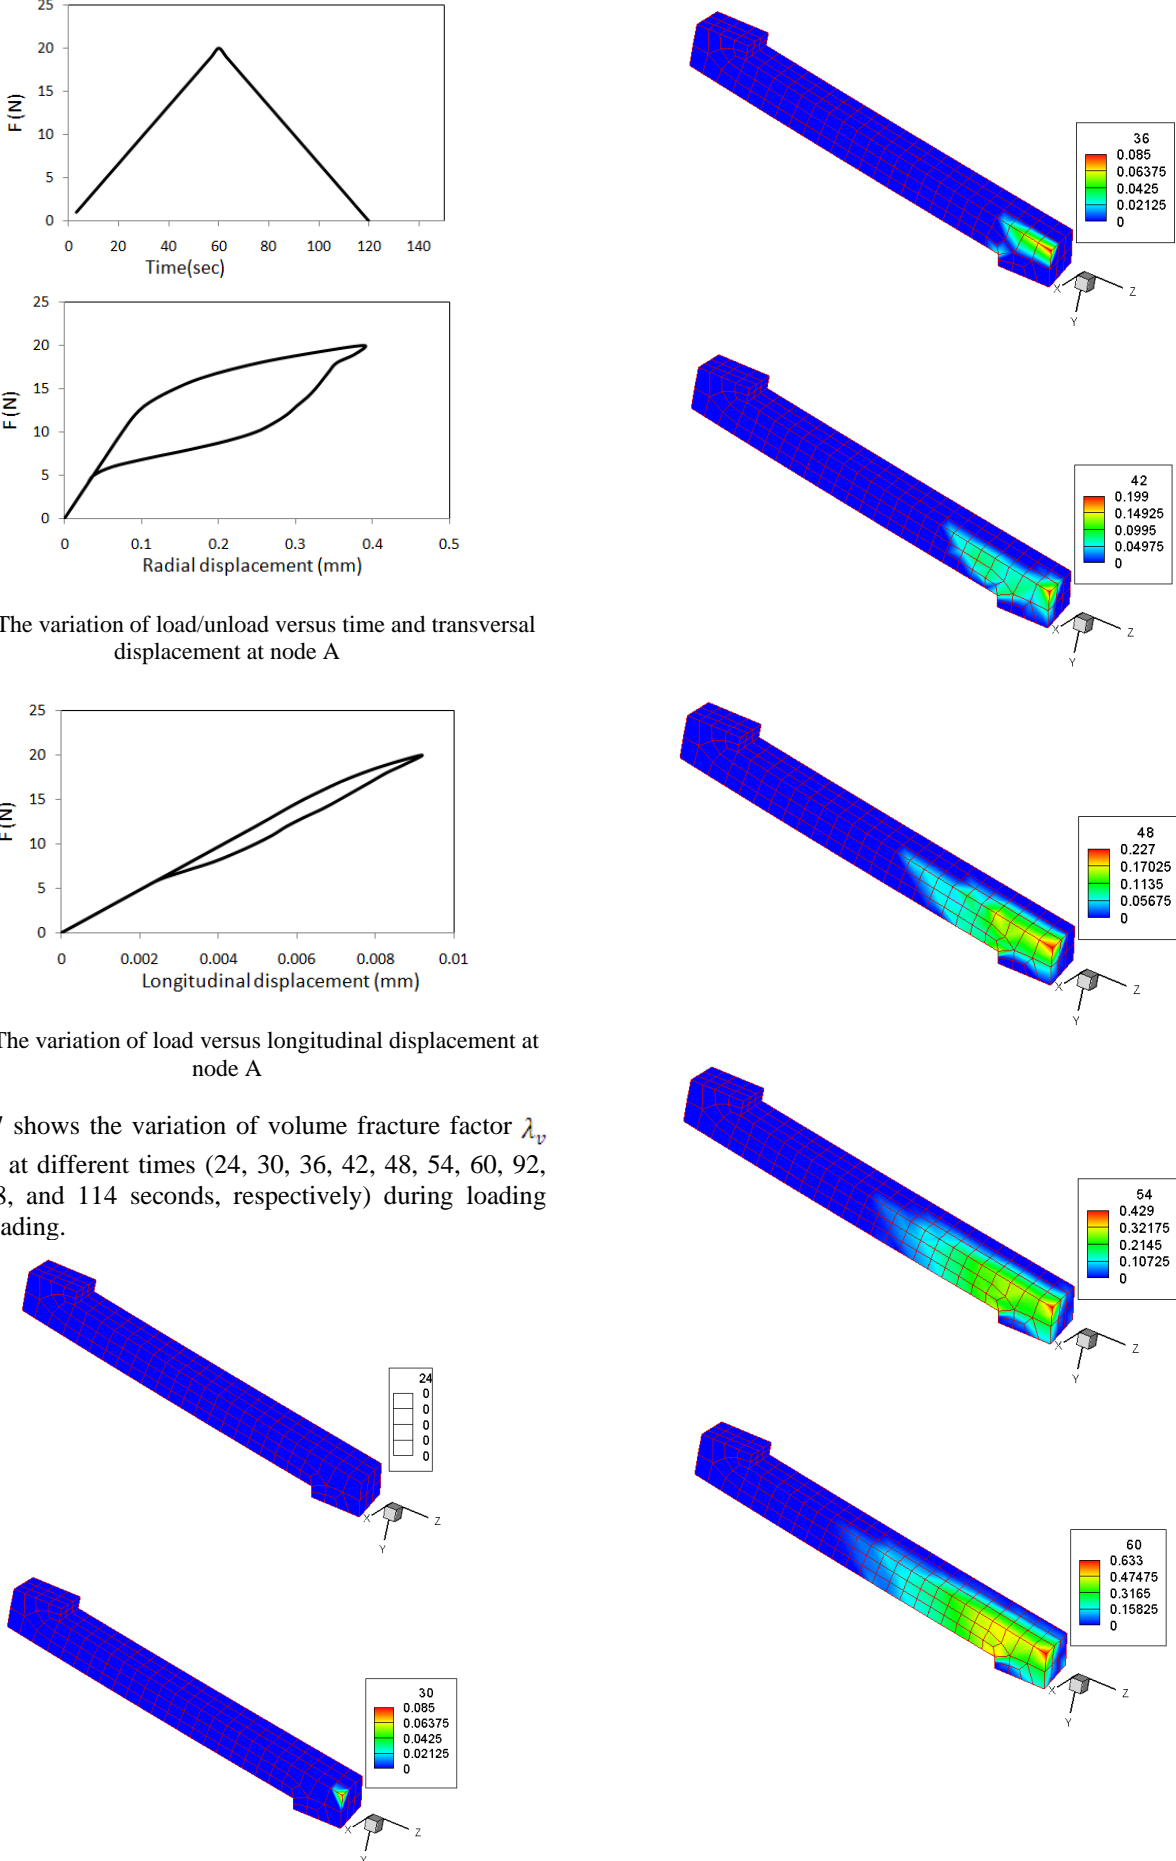 25
20
15
10
5
0
F(N)
0 20 40 60 80 100 120 140
Time(sec)
25
20
15
10
5
0
F(N)
0 0.1 0.2 0.3 0.4 0.5
Radial displacement (mm)
The variation of load/unload versus time and transversal
displacement at node A
25
20
15
10
5
0
F(N)
0 0.002 0.004 0.006 0.008 0.01
Longitudinal displacement (mm)
The variation of load versus longitudinal displacement at
node A
shows the variation of volume fracture factor λv
at different times (24, 30, 36, 42, 48, 54, 60, 92,
8, and 114 seconds, respectively) during loading
ading.
24
0
0
0
0
0
X Y Z
30
0.085
0.06375
0.0425
0.02125
0
X Y Z
36
0.085
0.06375
0.0425
0.02125
0
X Y Z
42
0.199
0.14925
0.0995
0.04975
0
X Y Z
48
0.227
0.17025
0.1135
0.05675
0
X Y Z
54
0.429
0.32175
0.2145
0.10725
0
X Y Z
60
0.633
0.47475
0.3165
0.15825
0
X Y Z